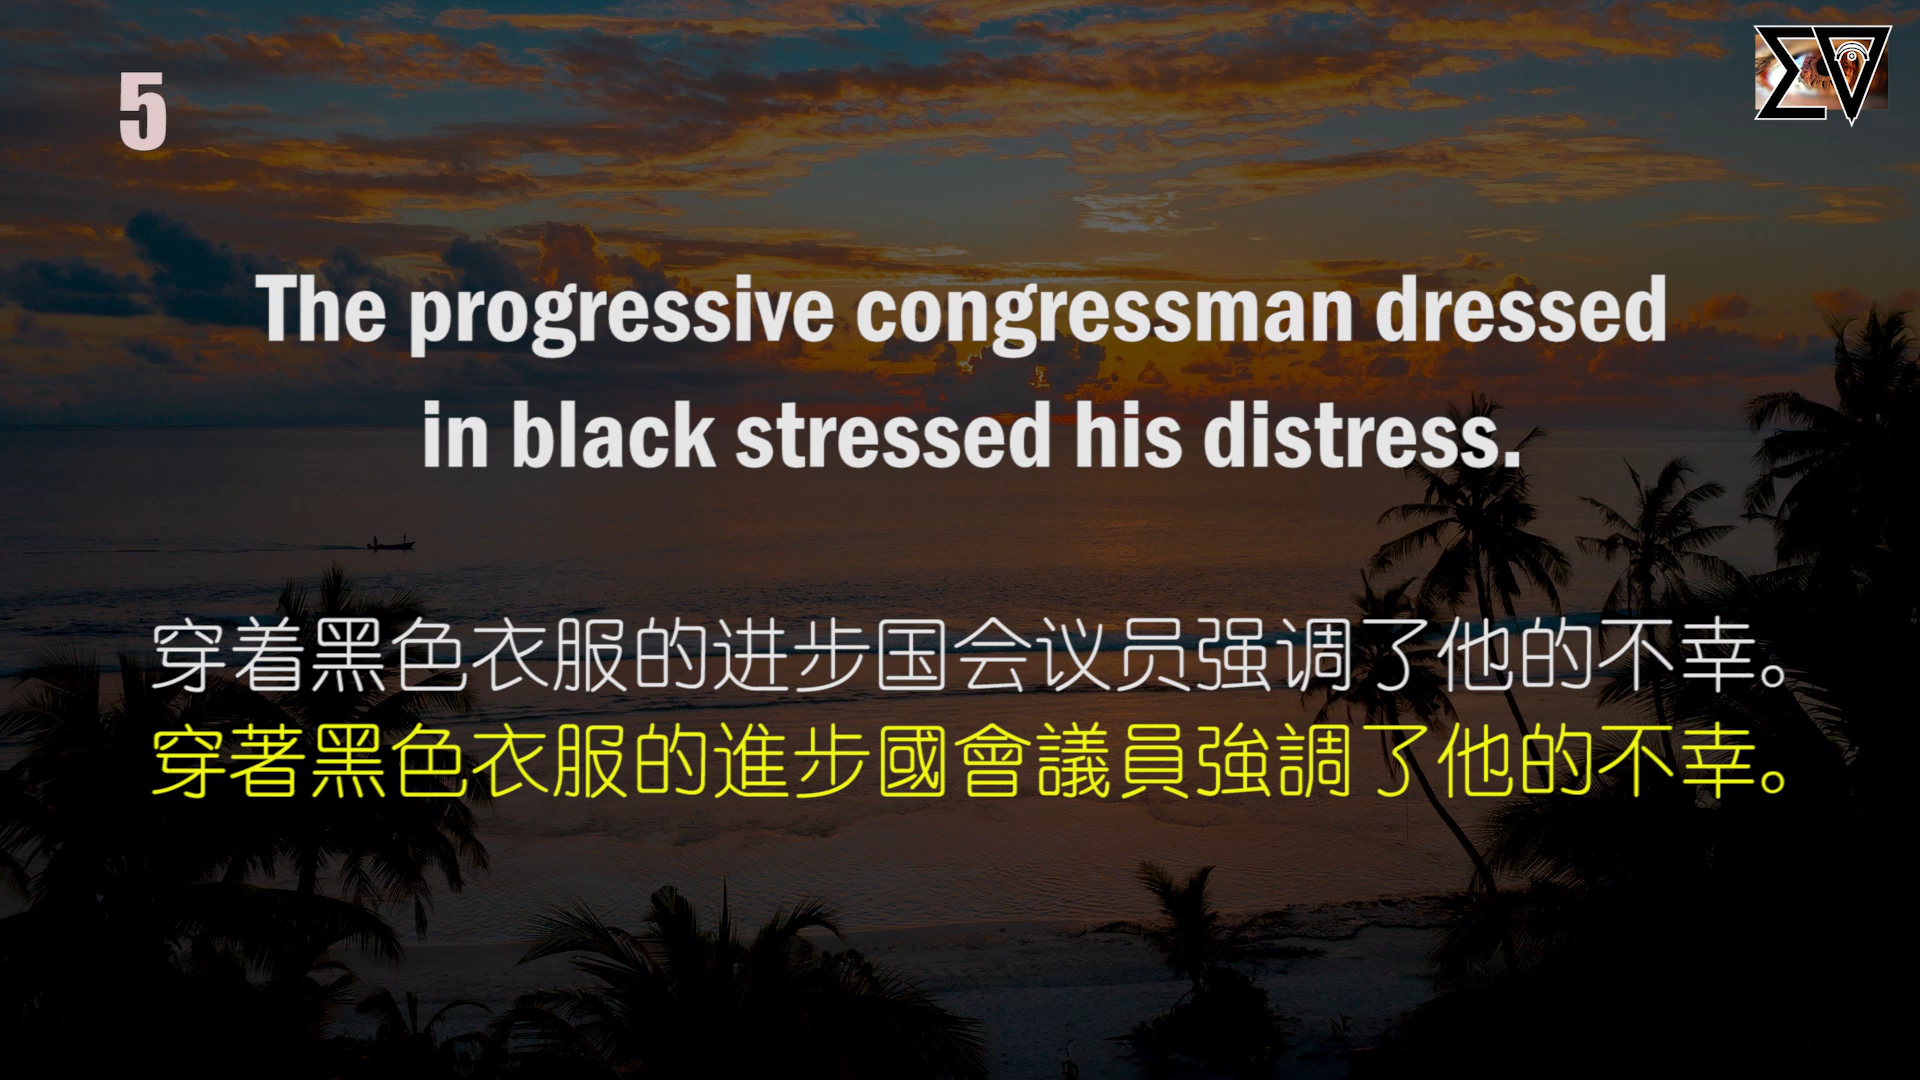 5
The progressive congressman dressed
in black stressed his distress.
穿着黑色衣服的进步国会议员强调了他的不幸。
穿著黑色衣服的進步國會議員強調了他的不幸。